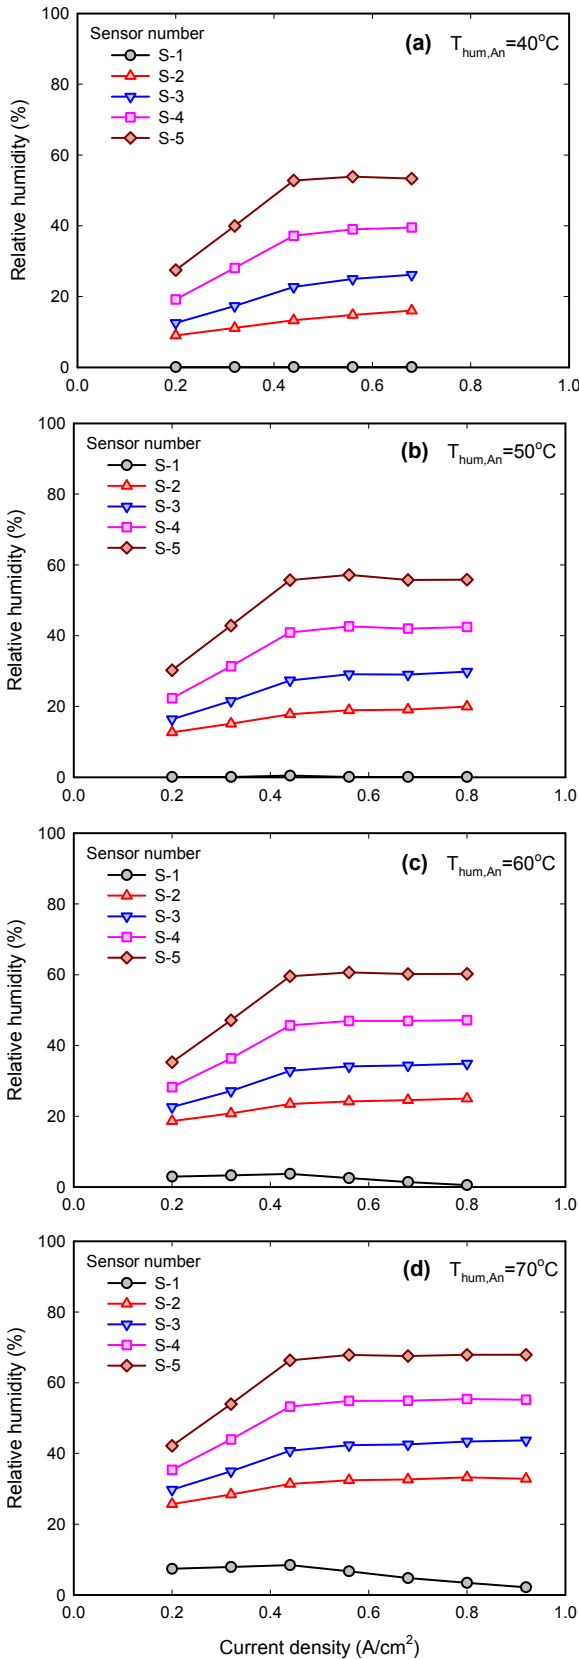 100
80
60
40
20
0
0.0 0.2 0.4 0.6 0.8 1.0
Relative humidity (%)
Sensor number
S-1
S-2
S-3
S-4
S-5
(a) T_hum,An=40°C
100
80
60
40
20
0
0.0 0.2 0.4 0.6 0.8 1.0
Relative humidity (%)
Sensor number
S-1
S-2
S-3
S-4
S-5
(b) T_hum,An=50°C
100
80
60
40
20
0
0.0 0.2 0.4 0.6 0.8 1.0
Relative humidity (%)
Sensor number
S-1
S-2
S-3
S-4
S-5
(c) T_hum,An=60°C
100
80
60
40
20
0
0.0 0.2 0.4 0.6 0.8 1.0
Relative humidity (%)
Sensor number
S-1
S-2
S-3
S-4
S-5
(d) T_hum,An=70°C
Current density (A/cm²)